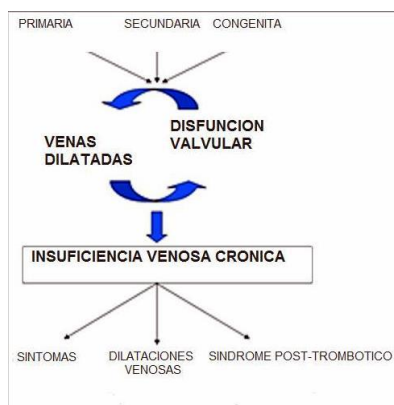 PRIMARIA SECUNDARIA CONGENITA
VENAS DILATADAS
DISFUNCION VALVULAR
INSUFICIENCIA VENOSA CRONICA
SINTOMAS DILATACIONES VENOSAS SINDROME POST-TROMBOTICO